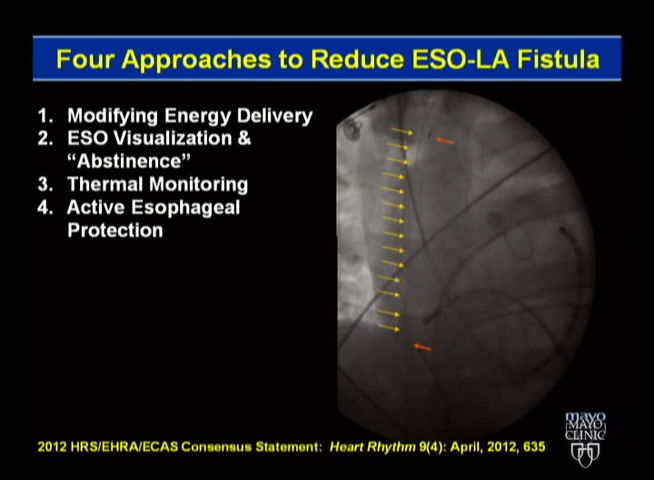 Four Approaches to Reduce ESO-LA Fistula
1. Modifying Energy Delivery
2. ESO Visualization &
“Abstinence”
3. Thermal Monitoring
4. Active Esophageal
Protection
2012 HRS/EHRA/ECAS Consensus Statement: Heart Rhythm 9(4): April, 2012, 635
mayo
MAYO
CLINIC